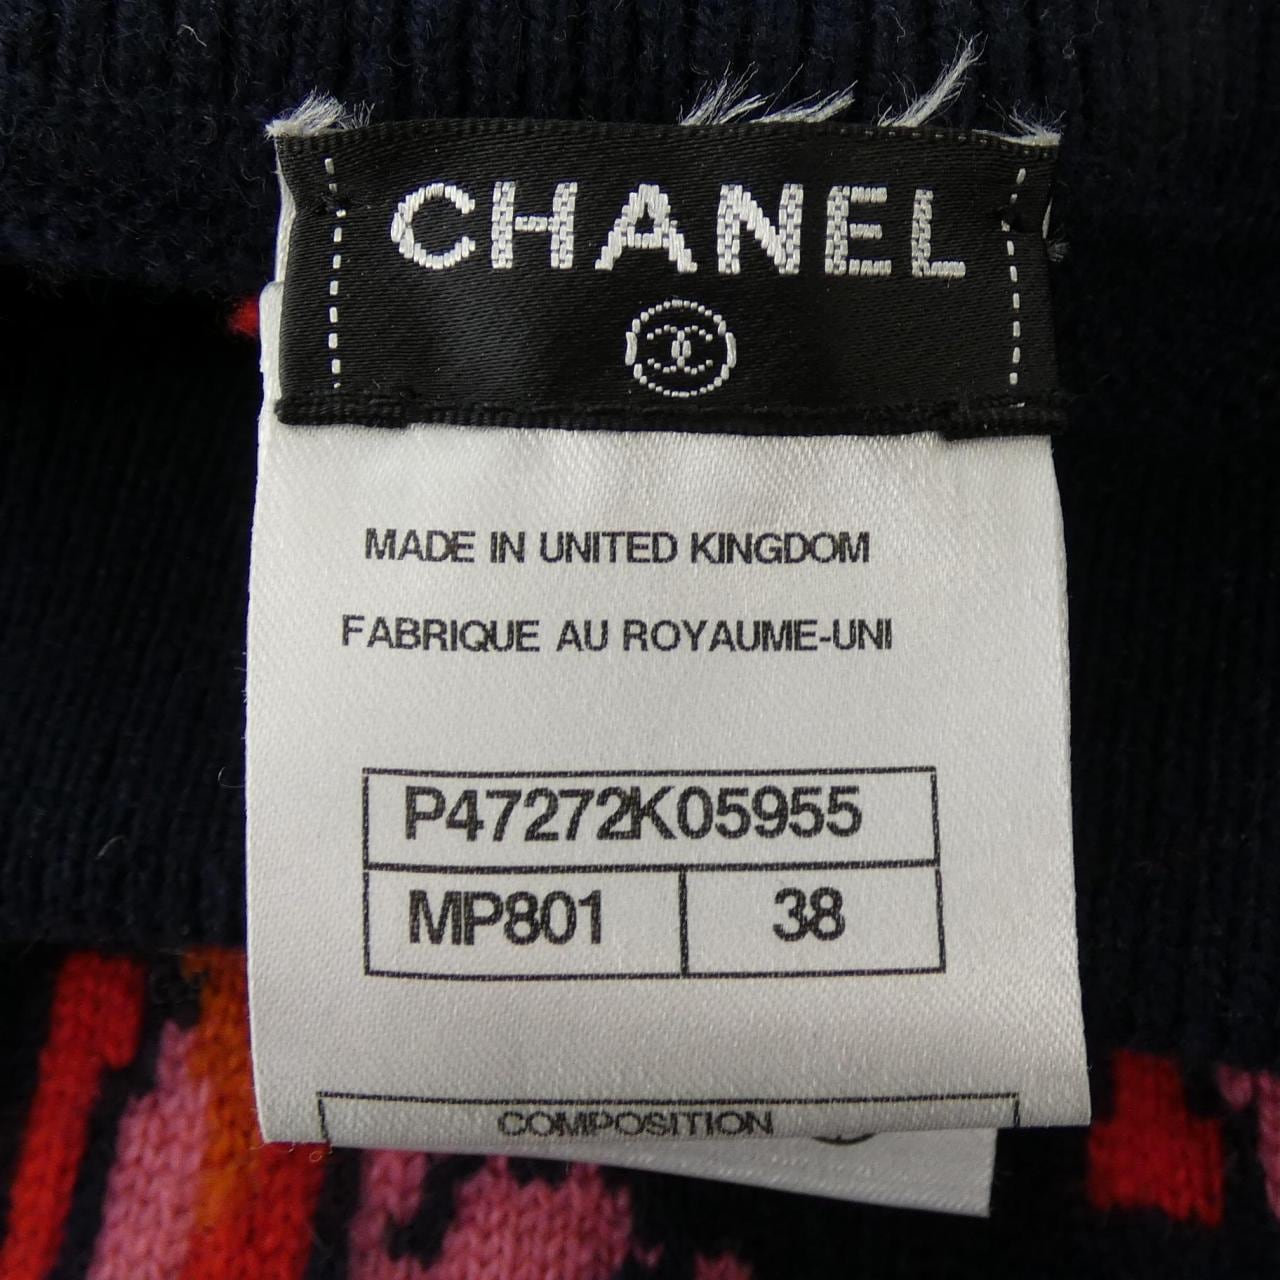 CHANEL
MADE IN UNITED KINGDOM
FABRIQUE AU ROYAUME-UNI
P47272K05955
MP801 38
COMPOSITION